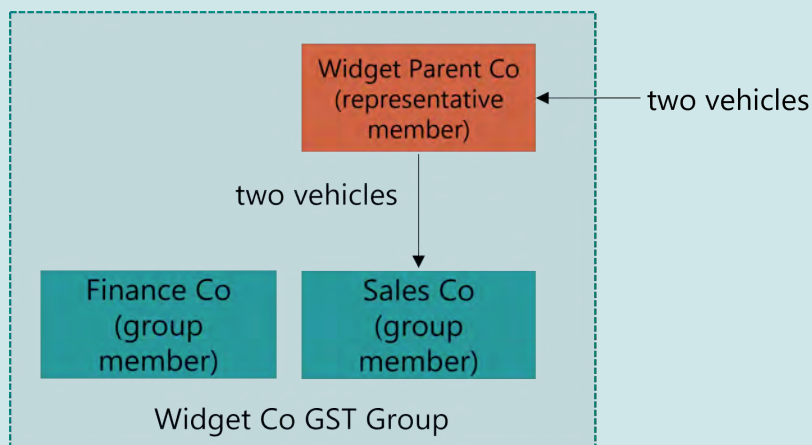 Widget Parent Co
(representative
member)
two vehicles
two vehicles
Finance Co
(group
member)
Sales Co
(group
member)
Widget Co GST Group